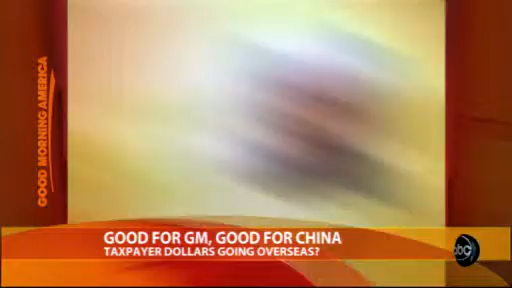 GOOD MORNING AMERICA
GOOD FOR GM, GOOD FOR CHINA
TAXPAYER DOLLARS GOING OVERSEAS?
abc